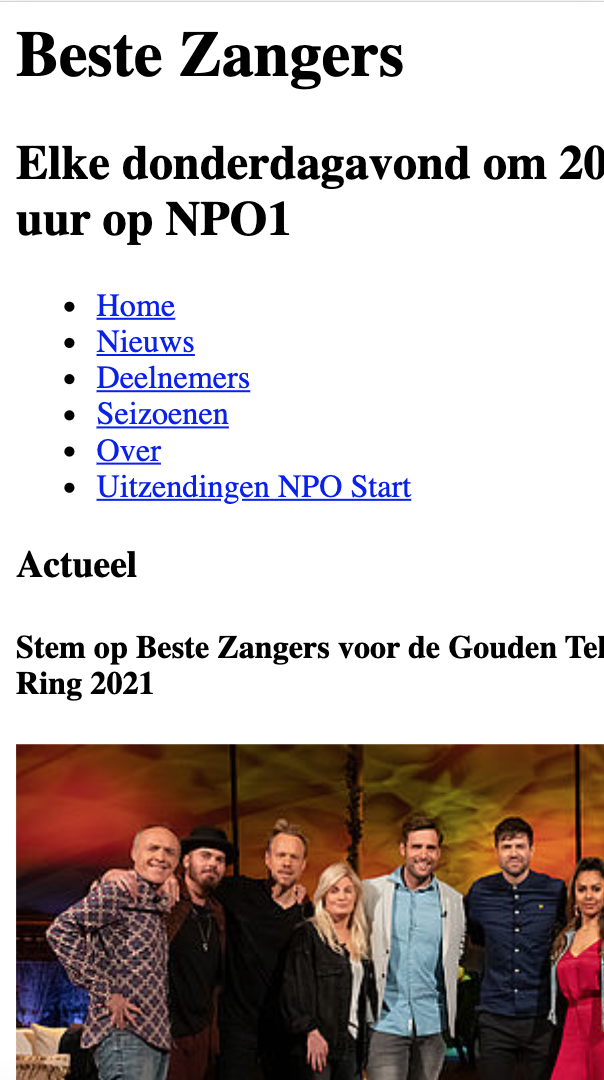 Beste Zangers
Elke donderdagavond om 20
uur op NPO1
Home
Nieuws
Deelnemers
Seizoenen
Over
Uitzendingen NPO Start
Actueel
Stem op Beste Zangers voor de Gouden Tel
Ring 2021